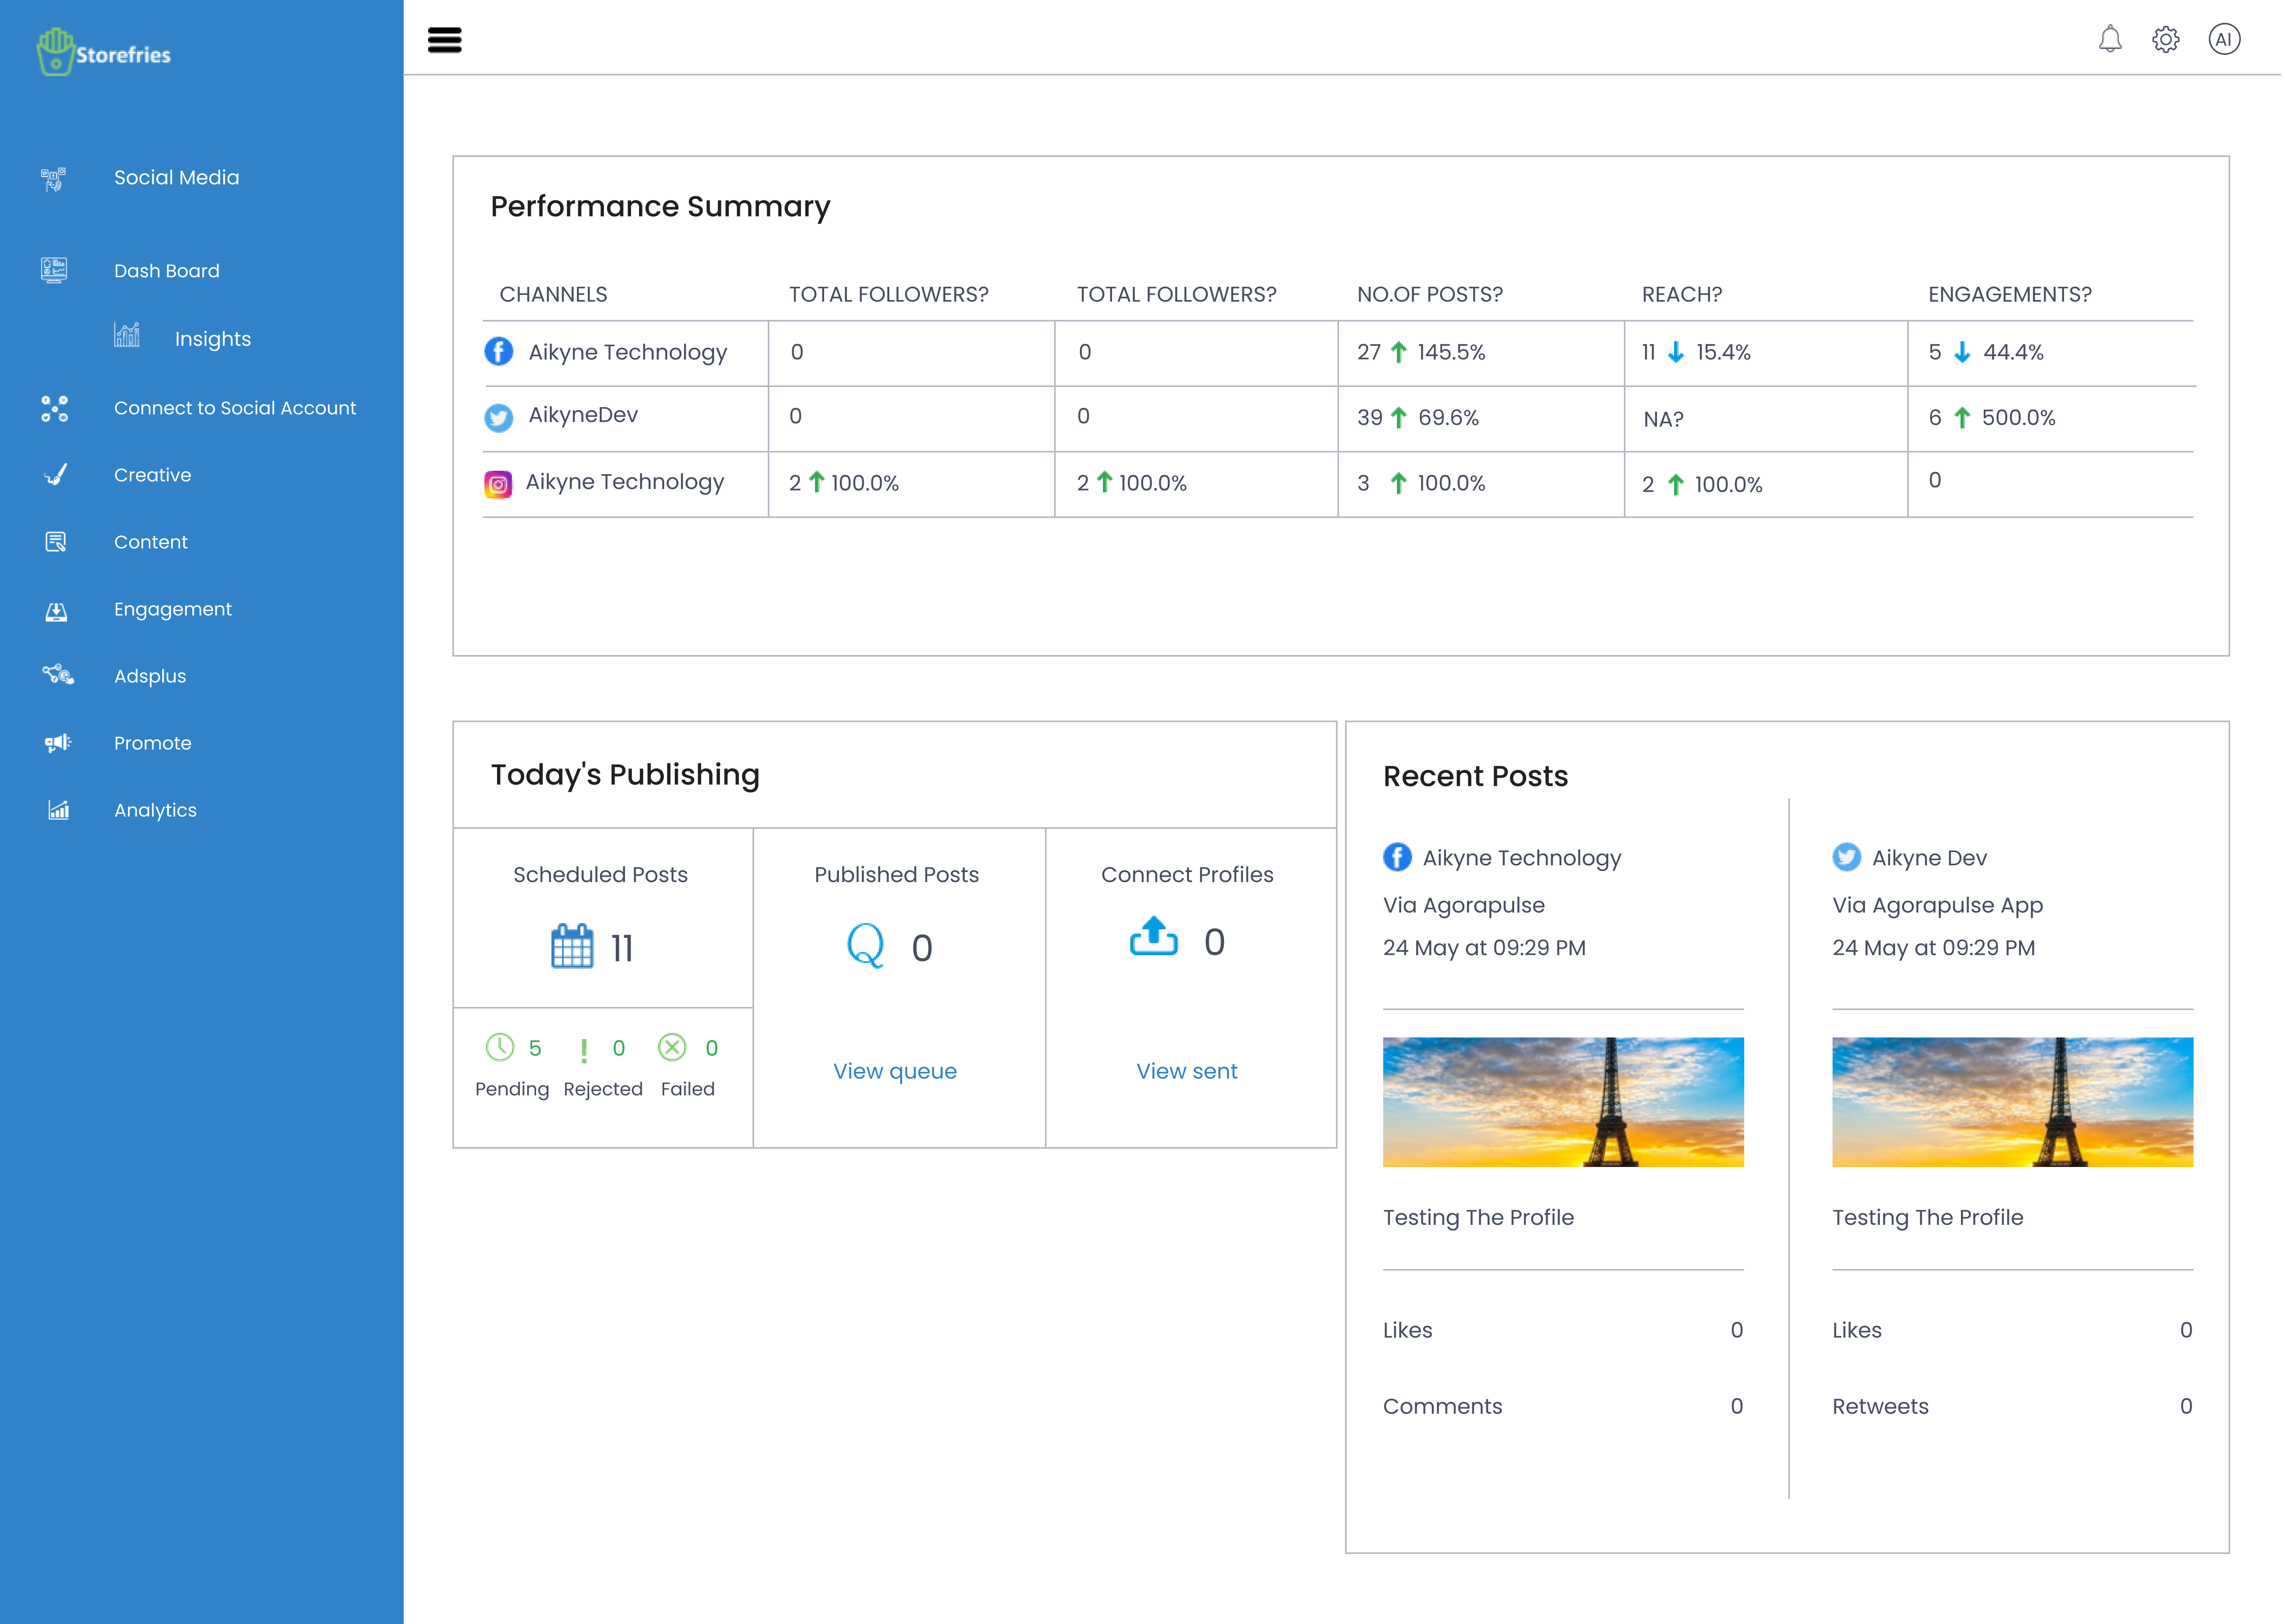 Storefries
AI
Social Media
Dash Board
Insights
Connect to Social Account
Creative
Content
Engagement
Adsplus
Promote
Analytics
Performance Summary
CHANNELS TOTAL FOLLOWERS? TOTAL FOLLOWERS? NO.OF POSTS? REACH? ENGAGEMENTS?
Aikyne Technology 0 0 27 145.5% 11 15.4% 5 44.4%
AikyneDev 0 0 39 69.6% NA? 6 500.0%
Aikyne Technology 2 100.0% 2 100.0% 3 100.0% 2 100.0% 0
Today's Publishing
Scheduled Posts
11
5 ! 0 0
Pending Rejected Failed
Published Posts
Q 0
View queue
Connect Profiles
0
View sent
Recent Posts
Aikyne Technology
Via Agorapulse
24 May at 09:29 PM
Testing The Profile
Likes 0
Comments 0
Aikyne Dev
Via Agorapulse App
24 May at 09:29 PM
Testing The Profile
Likes 0
Retweets 0